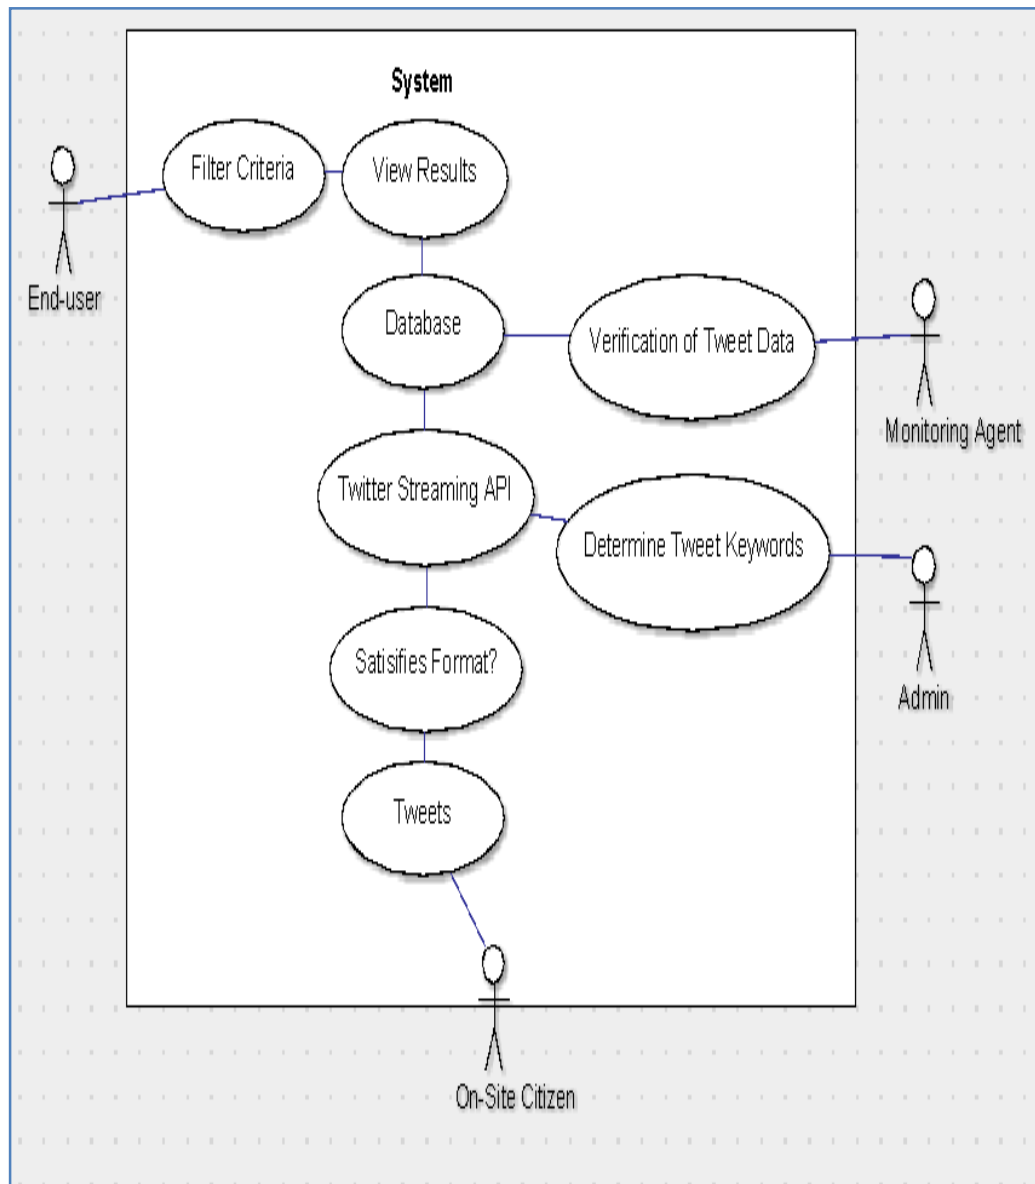 System
Filter Criteria
View Results
End-user
Database
Verification of Tweet Data
Monitoring Agent
Twitter Streaming API
Determine Tweet Keywords
Satisifies Format?
Admin
Tweets
On-Site Citizen